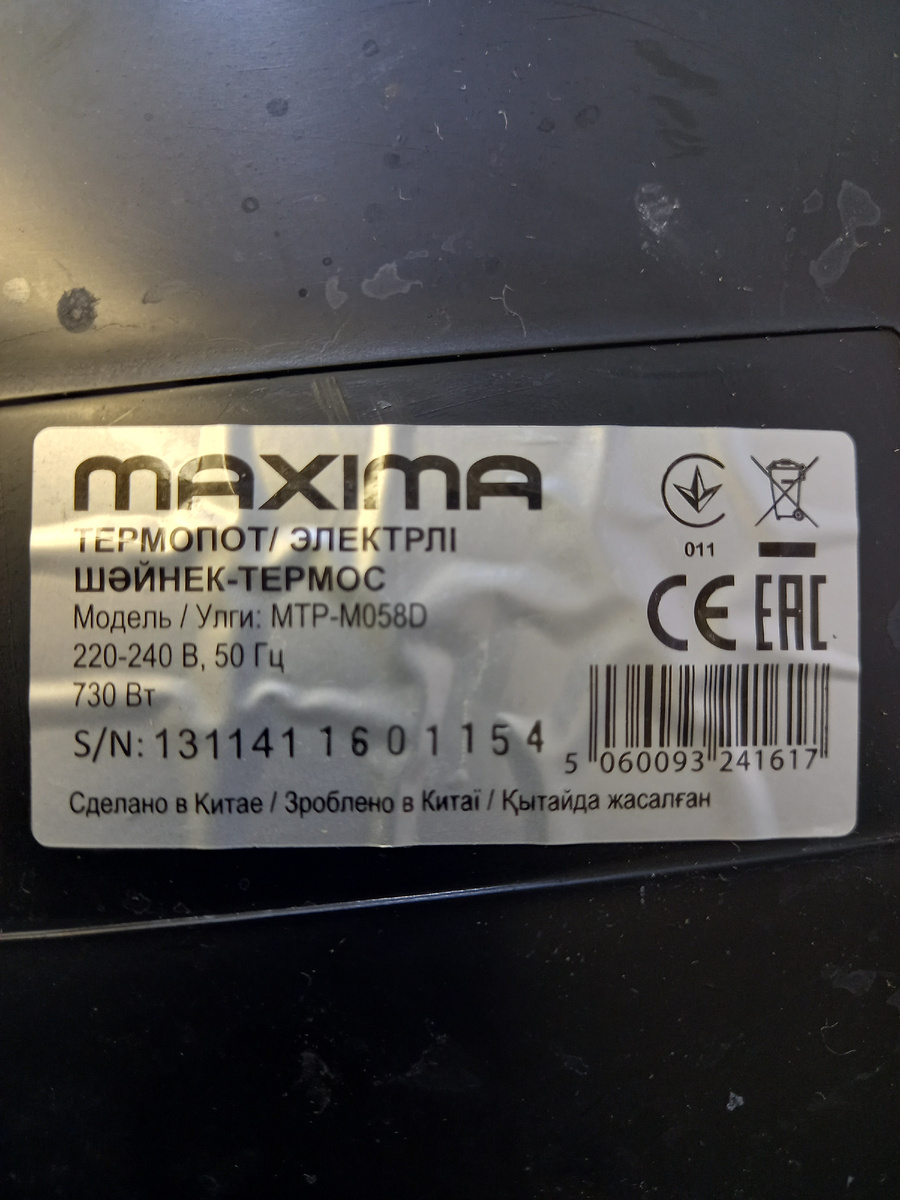 MAXIMA
ТЕРМОПОТ/ ЭЛЕКТРЛІ
ШӘЙНЕК-ТЕРМОС
Модель / Улги: MTP-M058D
220-240 В, 50 Гц
730 Вт
S/N: 131141 1601154
011
CE EAC
5 060093 241617
Сделано в Китае / Зроблено в Китаї / Қытайда жасалған